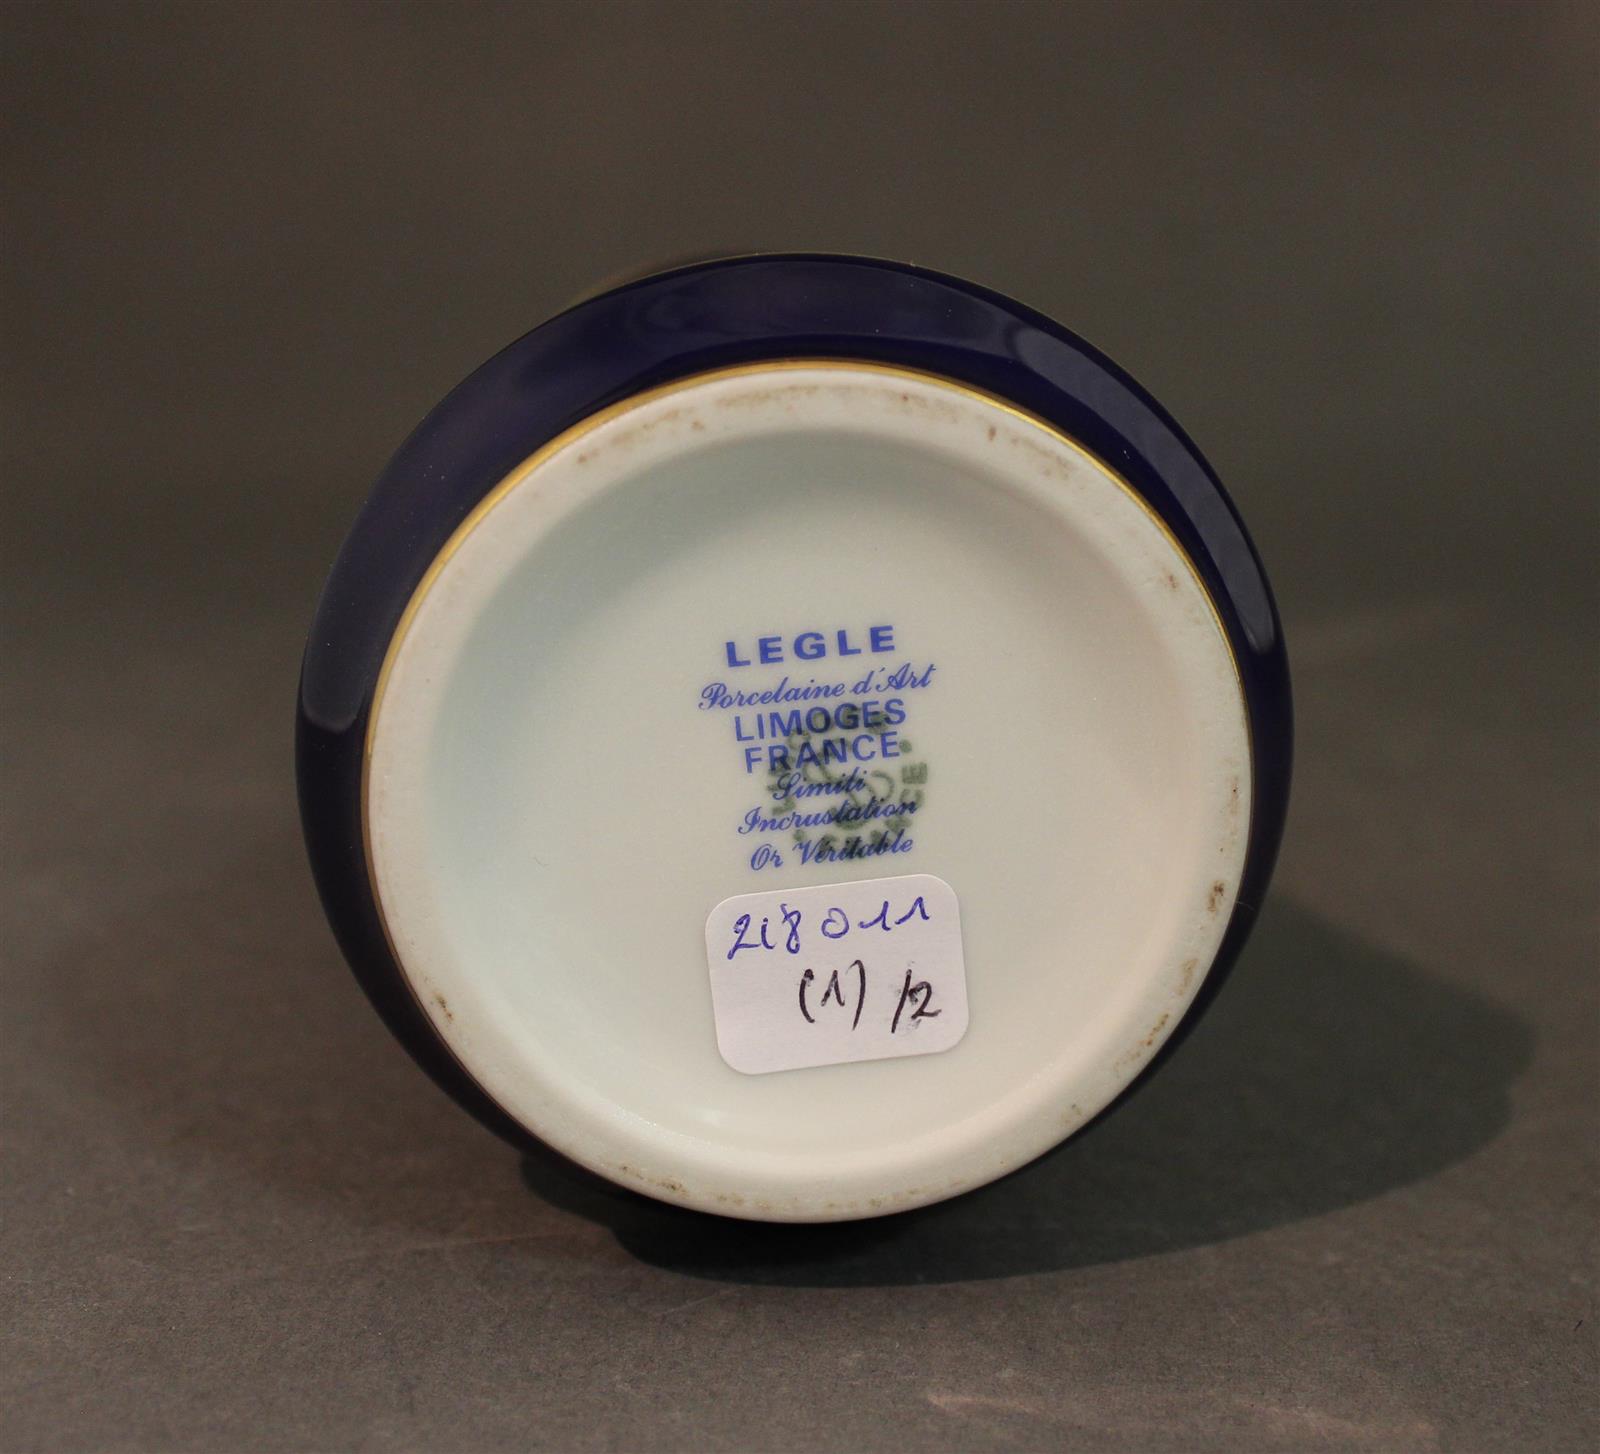 LEGLE
Porcelaine d'Art
LIMOGES
FRANCE
Simili
Incrustation
Or Véritable
218011
(1) /2